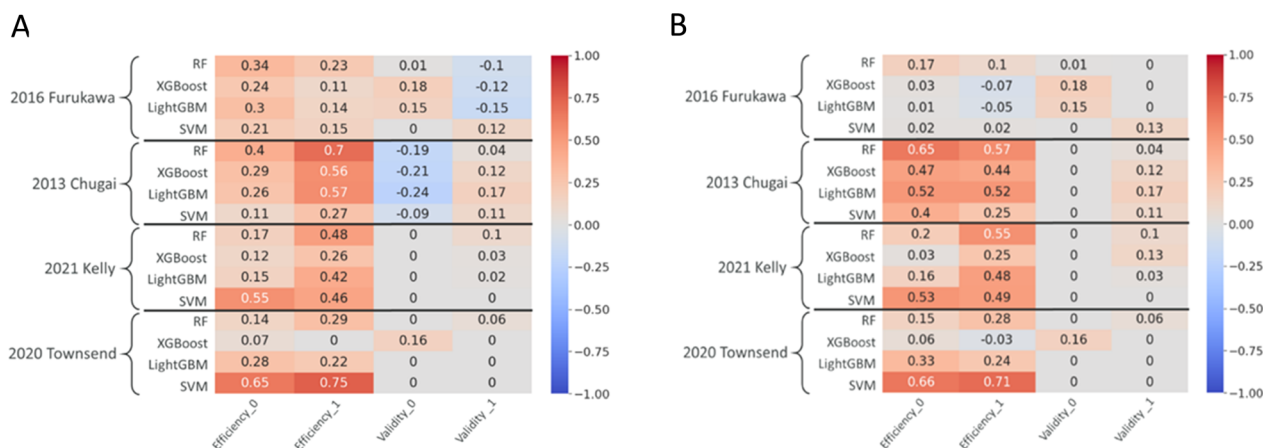 A
B
RF 0.34 0.23 0.01 -0.1
XGBoost 0.24 0.11 0.18 -0.12
2016 Furukawa
LightGBM 0.3 0.14 0.15 -0.15
SVM 0.21 0.15 0 0.12
RF 0.4 0.7 -0.19 0.04
XGBoost 0.29 0.56 -0.21 0.12
2013 Chugai
LightGBM 0.26 0.57 -0.24 0.17
SVM 0.11 0.27 -0.09 0.11
RF 0.17 0.48 0 0.1
XGBoost 0.12 0.26 0 0.03
2021 Kelly
LightGBM 0.15 0.42 0 0.02
SVM 0.55 0.46 0 0
RF 0.14 0.29 0 0.06
XGBoost 0.07 0 0.16 0
2020 Townsend
LightGBM 0.28 0.22 0 0
SVM 0.65 0.75 0 0
Efficiency_0 Efficiency_1 Validity_0 Validity _1
1.00
0.75
0.50
0.25
0.00
−0.25
−0.50
−0.75
−1.00
RF 0.17 0.1 0.01 0
XGBoost 0.03 -0.07 0.18 0
2016 Furukawa
LightGBM 0.01 -0.05 0.15 0
SVM 0.02 0.02 0 0.13
RF 0.65 0.57 0 0.04
XGBoost 0.47 0.44 0 0.12
2013 Chugai
LightGBM 0.52 0.52 0 0.17
SVM 0.4 0.25 0 0.11
RF 0.2 0.55 0 0.1
XGBoost 0.03 0.25 0 0.13
2021 Kelly
LightGBM 0.16 0.48 0 0.03
SVM 0.53 0.49 0 0
RF 0.15 0.28 0 0.06
XGBoost 0.06 -0.03 0.16 0
2020 Townsend
LightGBM 0.33 0.24 0 0
SVM 0.66 0.71 0 0
Efficiency_0 Efficiency_1 Validity_0 Validity _1
1.00
0.75
0.50
0.25
0.00
−0.25
−0.50
−0.75
−1.00